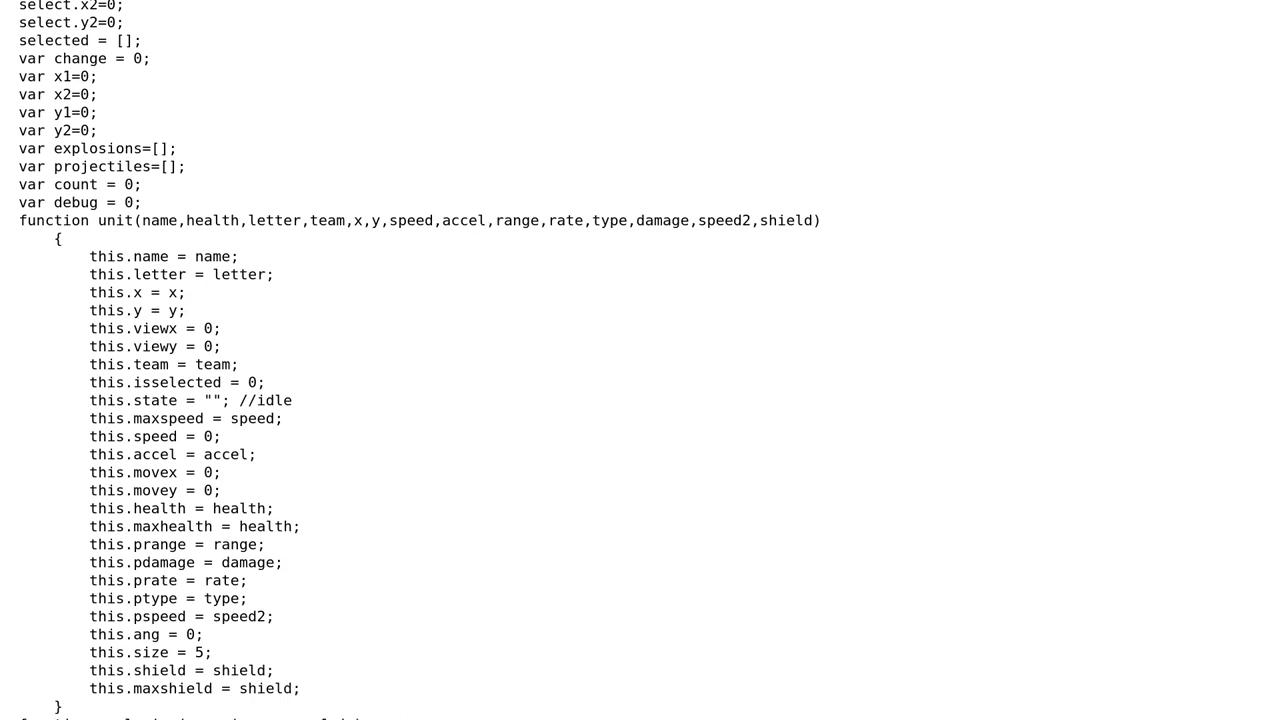 select.x2=0;
select.y2=0;
selected = [];
var change = 0;
var x1=0;
var x2=0;
var y1=0;
var y2=0;
var explosions=[];
var projectiles=[];
var count = 0;
var debug = 0;
function unit(name,health,letter,team,x,y,speed,accel,range,rate,type,damage,speed2,shield)
    {
        this.name = name;
        this.letter = letter;
        this.x = x;
        this.y = y;
        this.viewx = 0;
        this.viewy = 0;
        this.team = team;
        this.isselected = 0;
        this.state = ""; //idle
        this.maxspeed = speed;
        this.speed = 0;
        this.accel = accel;
        this.movex = 0;
        this.movey = 0;
        this.health = health;
        this.maxhealth = health;
        this.prange = range;
        this.pdamage = damage;
        this.prate = rate;
        this.ptype = type;
        this.pspeed = speed2;
        this.ang = 0;
        this.size = 5;
        this.shield = shield;
        this.maxshield = shield;
    }